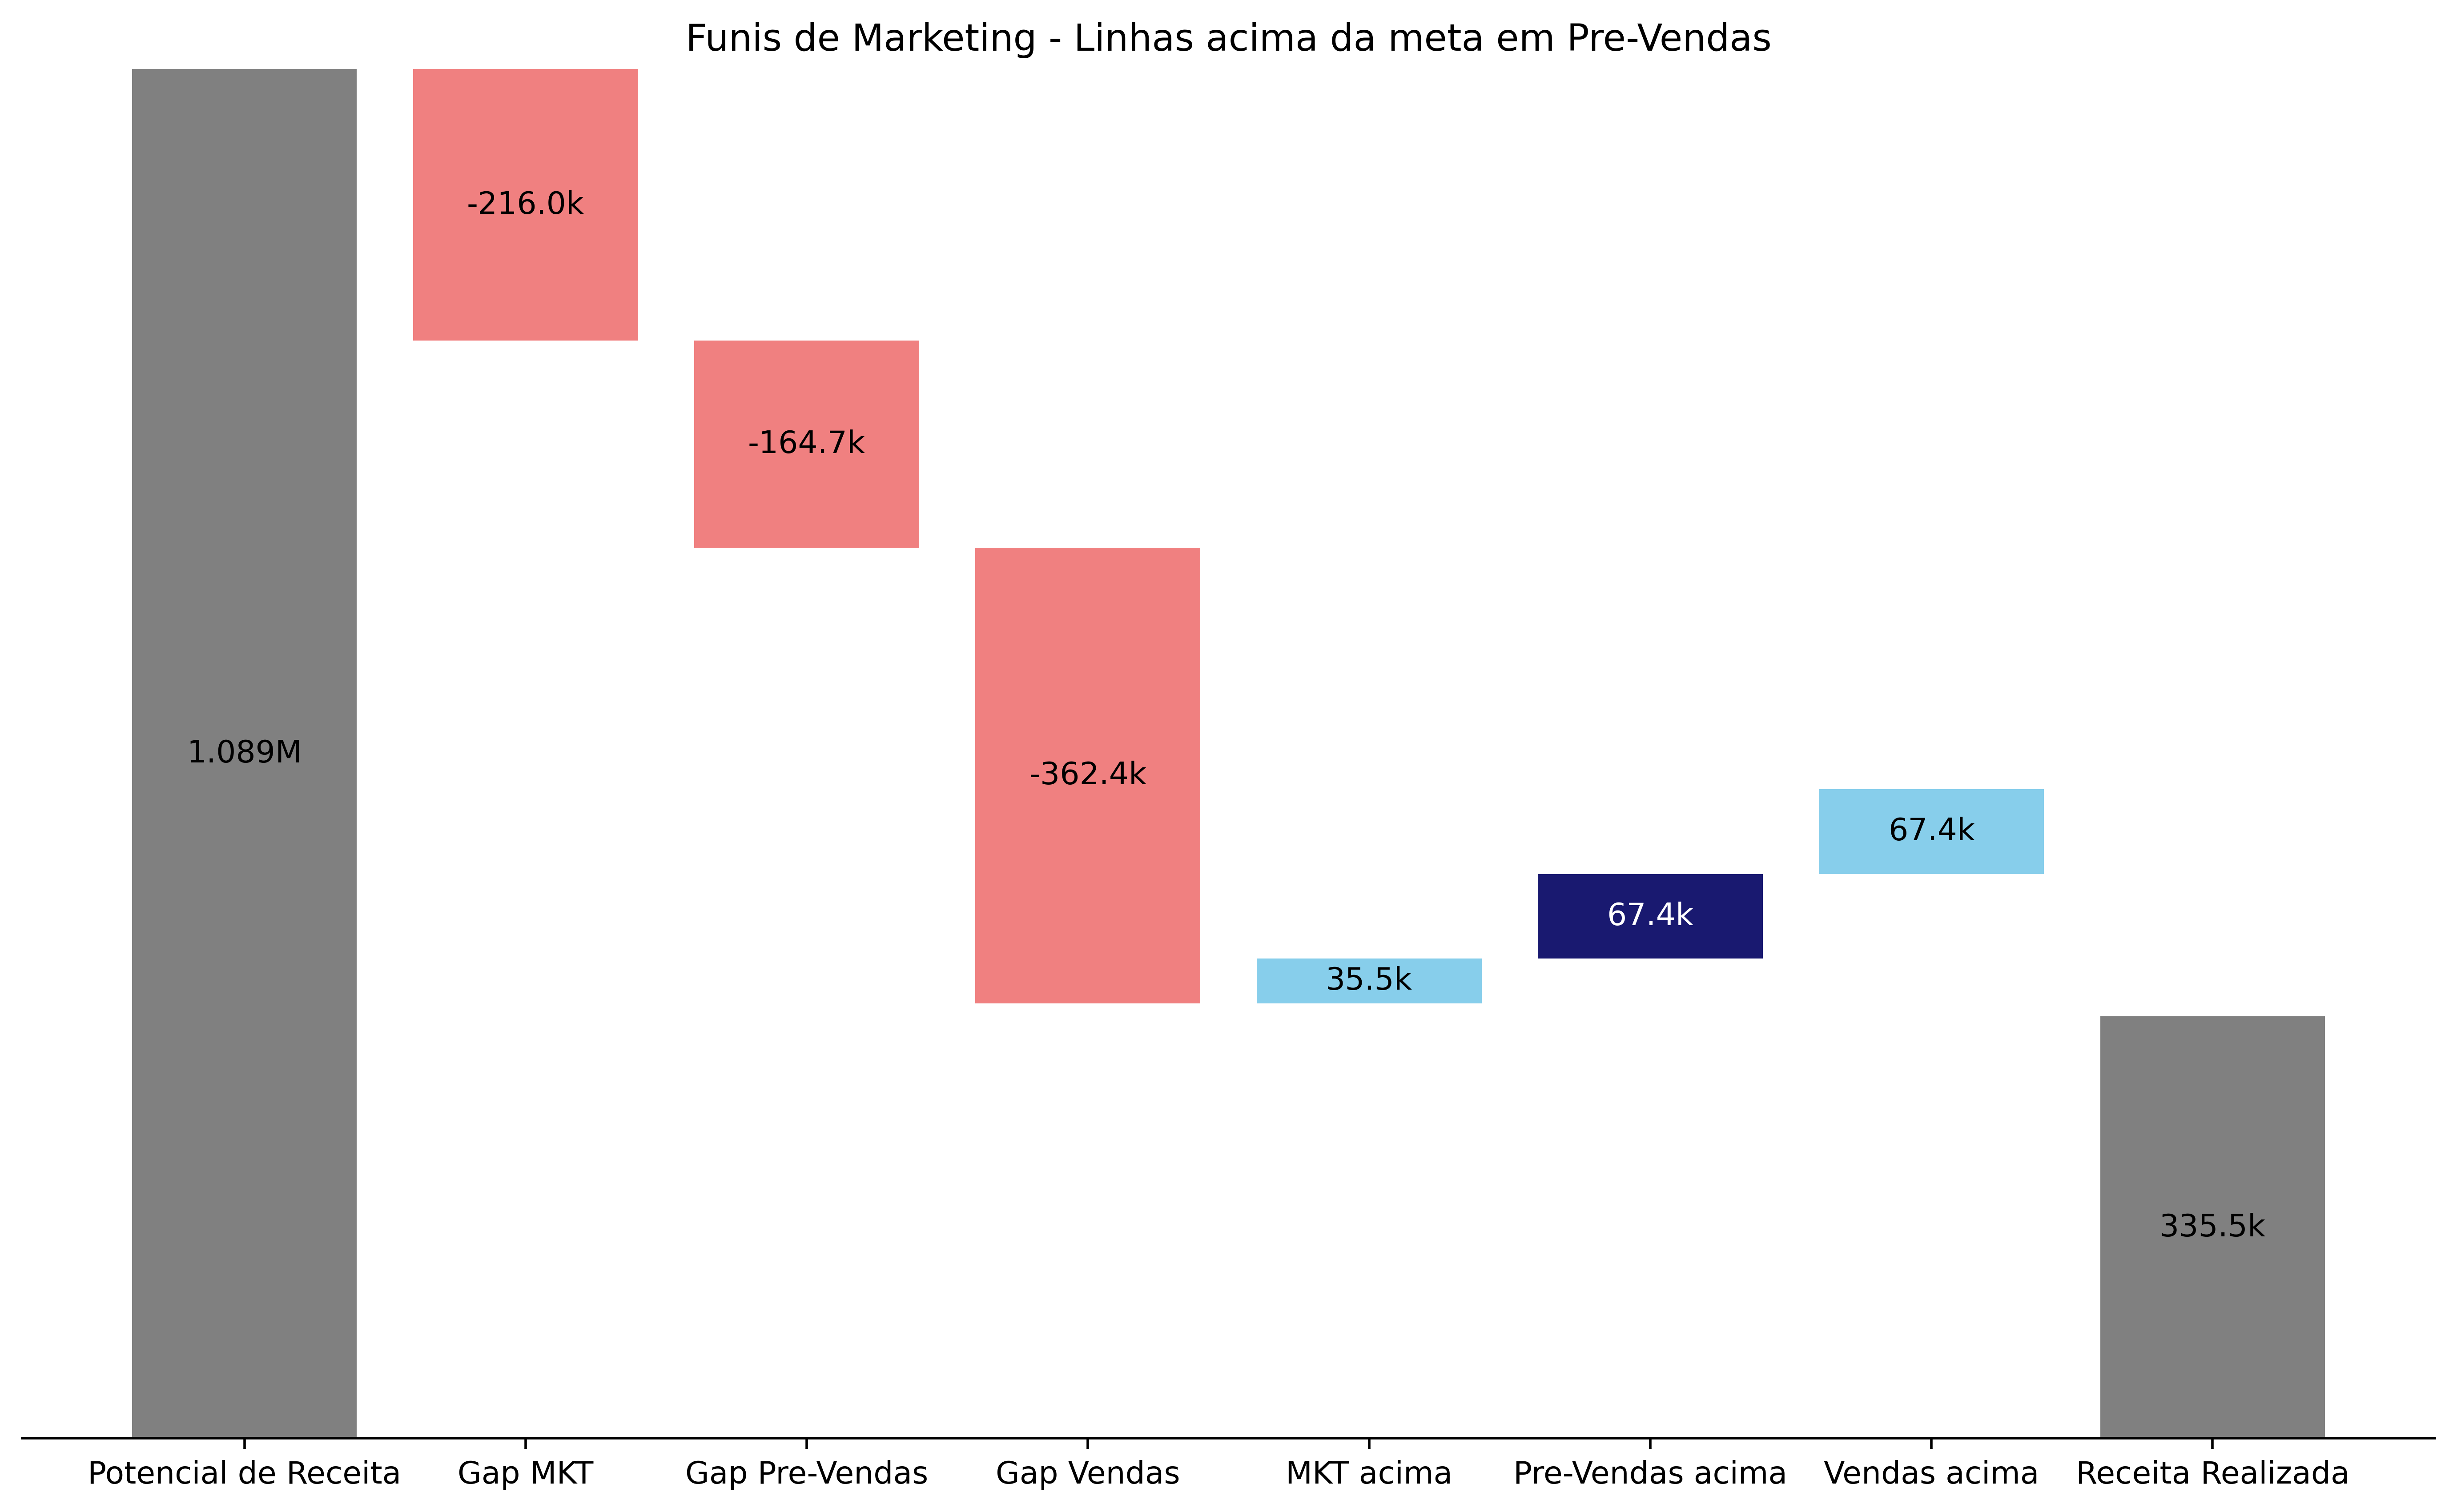 Funis de Marketing - Linhas acima da meta em Pre-Vendas
-216.0k
-164.7k
1.089M
-362.4k
67.4k
67.4k
35.5k
335.5k
Potencial de Receita
Gap MKT
Gap Pre-Vendas
Gap Vendas
MKT acima
Pre-Vendas acima
Vendas acima
Receita Realizada